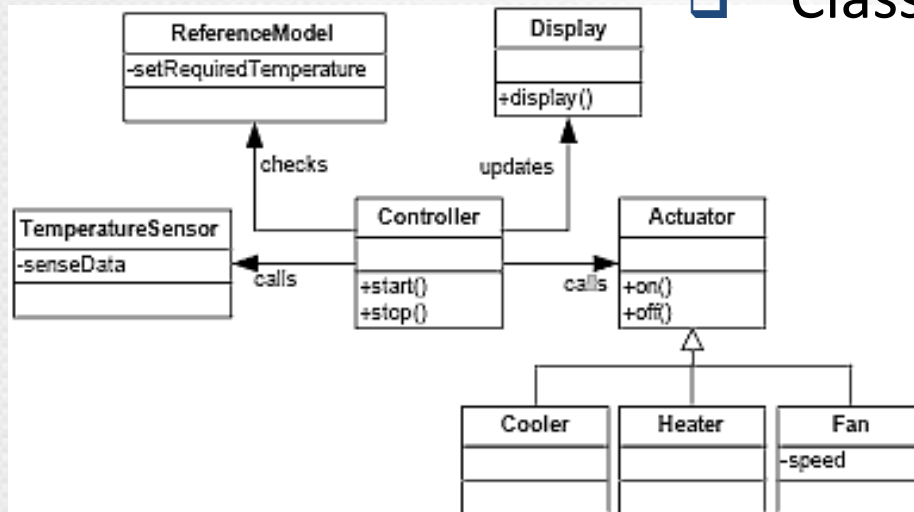 Class
ReferenceModel
-setRequiredTemperature
Display
+display()
checks
updates
TemperatureSensor
-senseData
Controller
+start()
+stop()
Actuator
+on()
+off()
calls
calls
Cooler
Heater
Fan
-speed